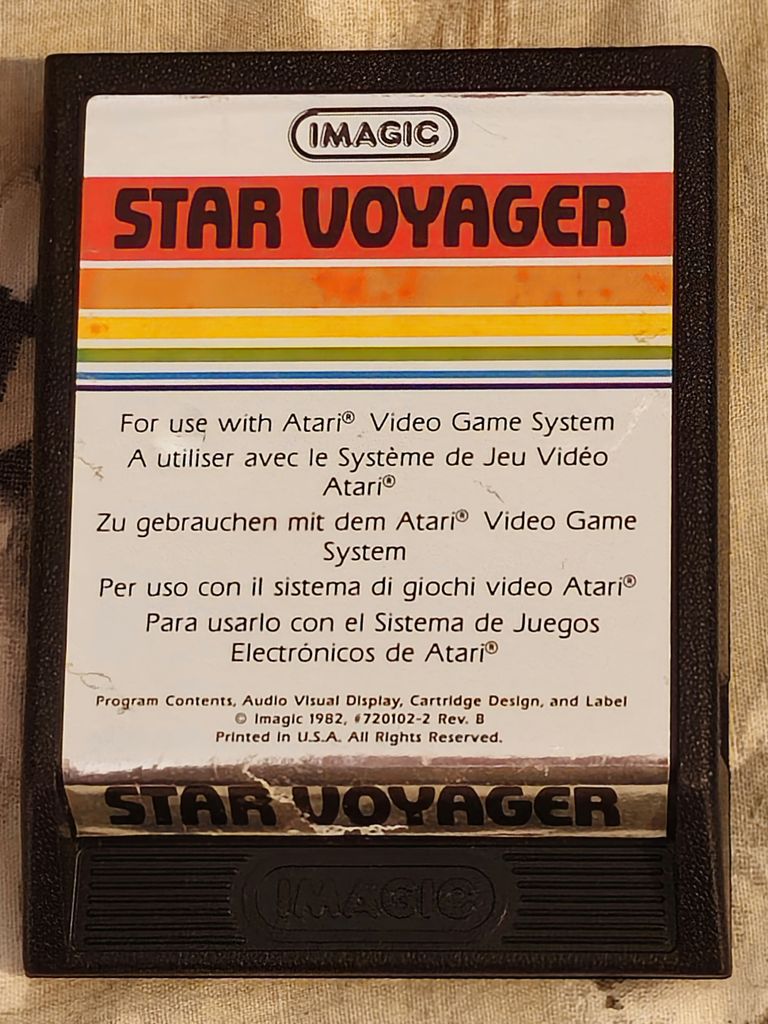 IMAGIC
STAR VOYAGER
For use with Atari® Video Game System
A utiliser avec le Système de Jeu Vidéo
Atari®
Zu gebrauchen mit dem Atari® Video Game
System
Per uso con il sistema di giochi video Atari®
Para usarlo con el Sistema de Juegos
Electrónicos de Atari®
Program Contents, Audio Visual Display, Cartridge Design, and Label
© Imagic 1982, #720102-2 Rev. B
Printed in U.S.A. All Rights Reserved.
STAR VOYAGER
IMAGIC